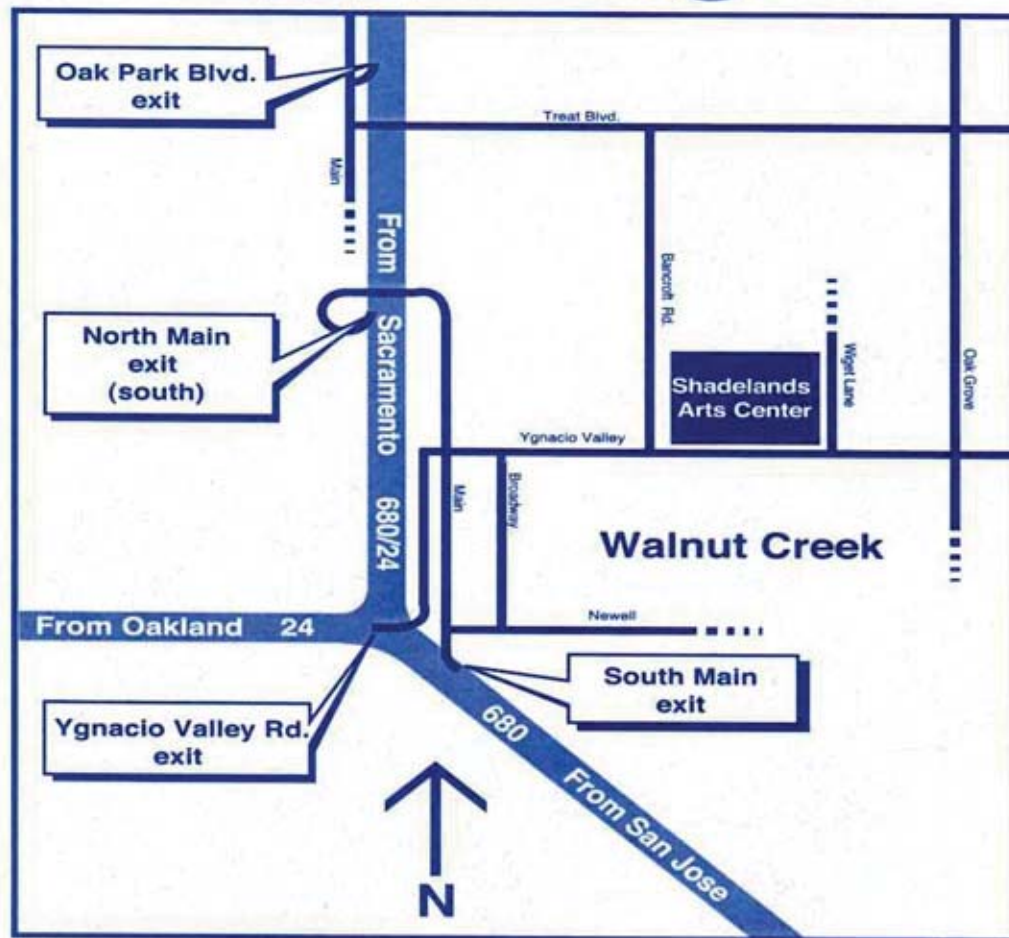 Oak Park Blvd.
exit
Treat Blvd.
Main
From Sacramento 680/24
Bancroft Rd.
North Main
exit
(south)
Shadelands
Arts Center
Wiget Lane
Oak Grove
Ygnacio Valley
Main
Broadway
Walnut Creek
From Oakland 24
Newell
South Main
exit
Ygnacio Valley Rd.
exit
680 From San Jose
N